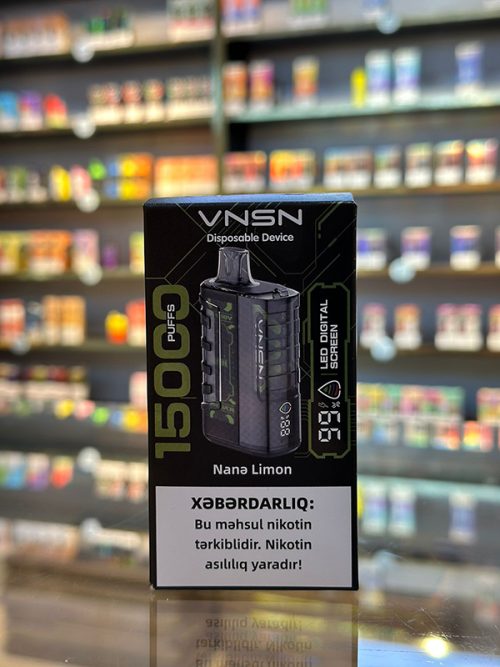 VNSN
Disposable Device
15000
PUFFS
VNSN
LED DIGITAL
SCREEN
99%
Nanə Limon
XƏBƏRDARLIQ:
Bu məhsul nikotin
tərkiblidir. Nikotin
asılılıq yaradır!